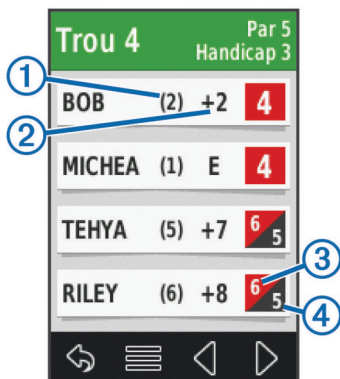 Trou 4 Par 5
Handicap 3
1
BOB (2) +2 4
2
MICHEA (1) E 4
TEHYA (5) +7 6 5
3
RILEY (6) +8 6 5
4